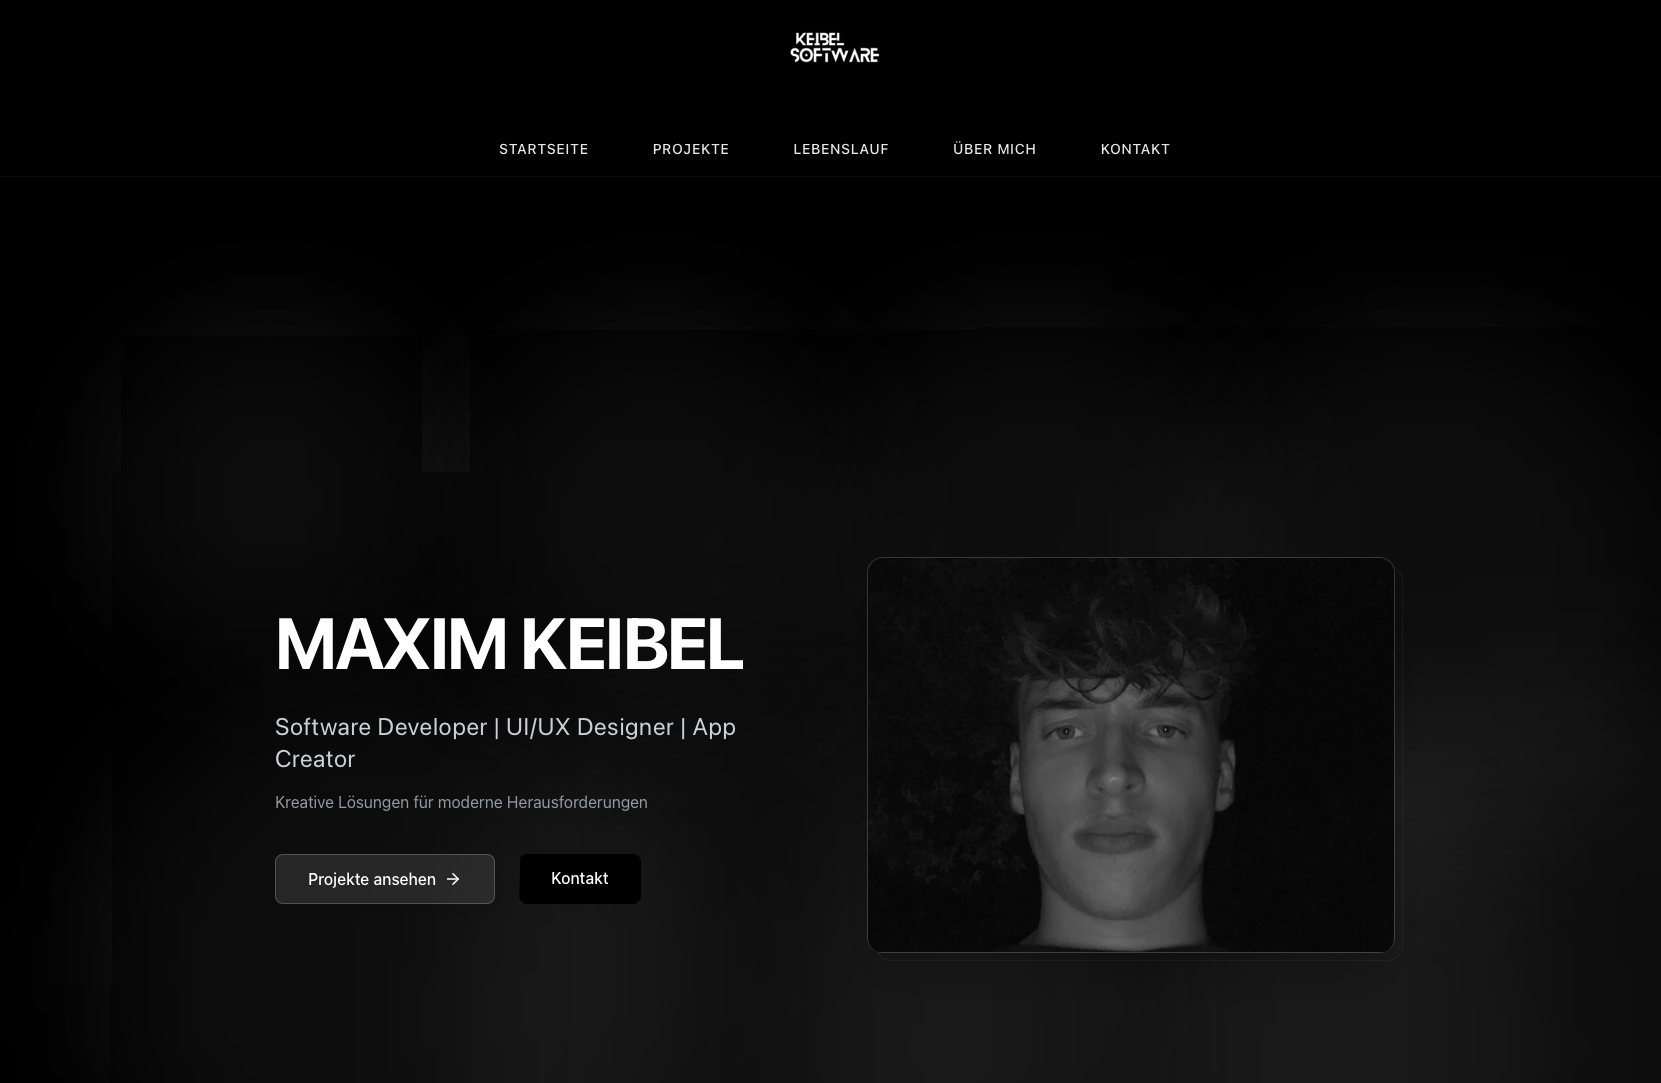 KEIBEL
SOFTWARE
STARTSEITE PROJEKTE LEBENSLAUF ÜBER MICH KONTAKT
MAXIM KEIBEL
Software Developer | UI/UX Designer | App
Creator
Kreative Lösungen für moderne Herausforderungen
Projekte ansehen → Kontakt